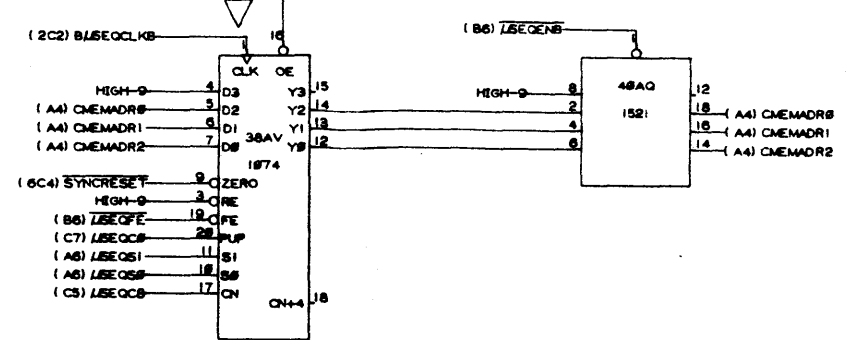 (2C2) BUSEQCLKB 1 16
CLK OE
HIGH-9 4 D3 Y3 15
(A4) CMEMADR0 5 D2 Y2 14
(A4) CMEMADR1 6 D1 Y1 13
(A4) CMEMADR2 7 D0 Y0 12
38AV
1074
(6C4) SYNCRESET 9 ZERO
HIGH-9 3 RE
(B6) USEQFE 19 FE
(C7) USEQC0 20 PUP
(A6) USEQS1 11 S1
(A6) USEQS0 10 S0
(C5) USEQC8 17 CN
CN+4 18
(B6) USEQENB 1
HIGH-9 8 40AQ 12
2 1521 18 (A4) CMEMADR0
4 16 (A4) CMEMADR1
6 14 (A4) CMEMADR2